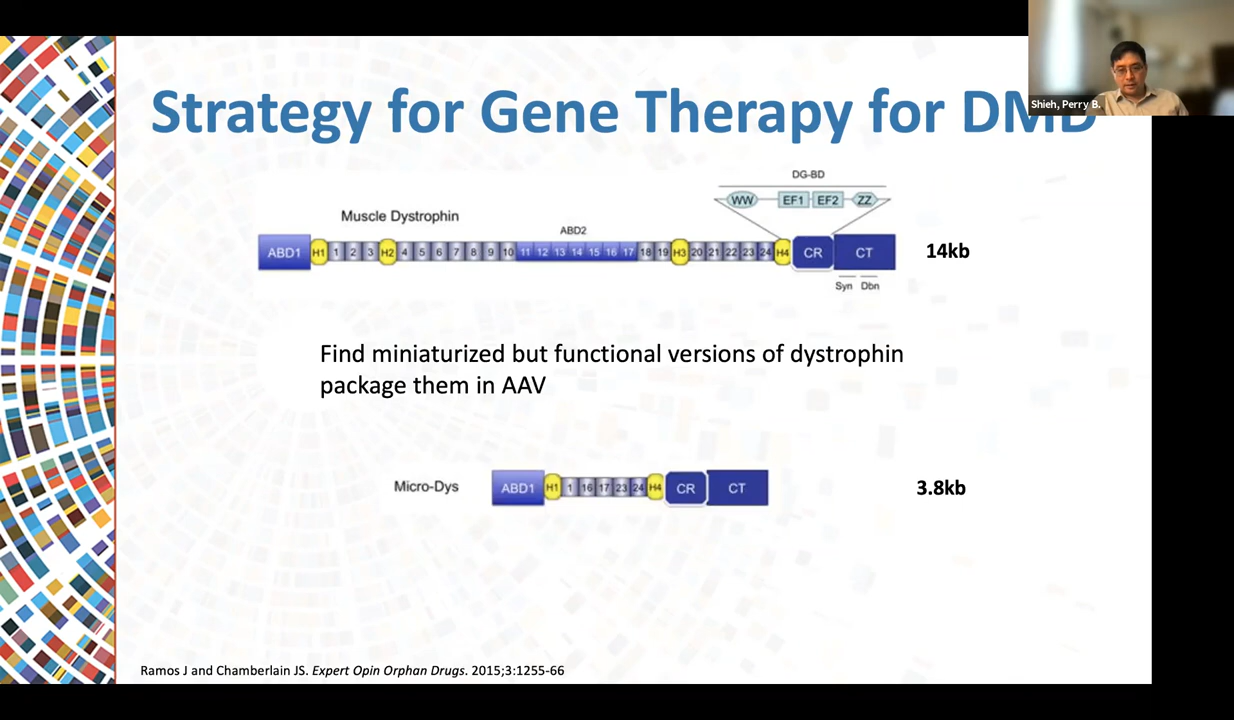 Strategy for Gene Therapy for DMD
Shieh, Perry B.
DG-BD
WW EF1 EF2 ZZ
Muscle Dystrophin
ABD2
ABD1 H1 1 2 3 H2 4 5 6 7 8 9 10 11 12 13 14 15 16 17 18 19 H3 20 21 22 23 24 H4 CR CT 14kb
Syn Dbn
Find miniaturized but functional versions of dystrophin
package them in AAV
Micro-Dys ABD1 H1 1 16 17 23 24 H4 CR CT 3.8kb
Ramos J and Chamberlain JS. Expert Opin Orphan Drugs. 2015;3:1255-66